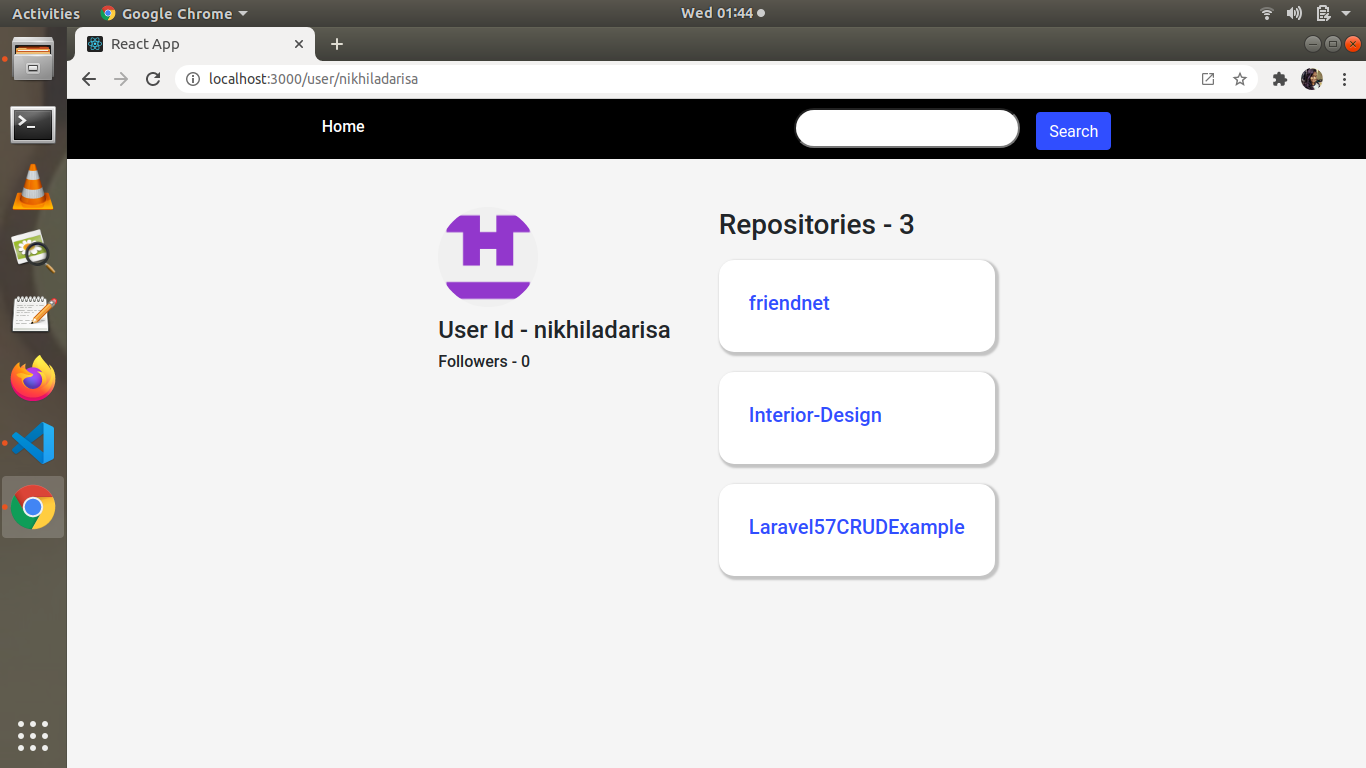 Activities
Google Chrome
Wed 01:44
React App
localhost:3000/user/nikhiladarisa
Home
Search
User Id - nikhiladarisa
Followers - 0
Repositories - 3
friendnet
Interior-Design
Laravel57CRUDExample